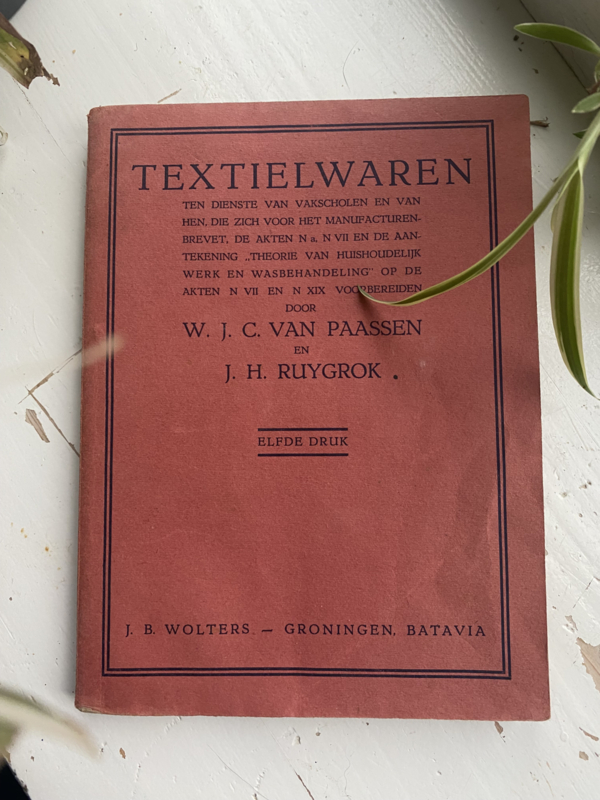 TEXTIELWAREN
TEN DIENSTE VAN VAKSCHOLEN EN VAN
HEN, DIE ZICH VOOR HET MANUFACTUREN-
BREVET, DE AKTEN N a, N VII EN DE AAN-
TEKENING „THEORIE VAN HUISHOUDELIJK
WERK EN WASBEHANDELING" OP DE
AKTEN N VII EN N XIX VOORBEREIDEN
DOOR
W. J. C. VAN PAASSEN
EN
J. H. RUYGROK
ELFDE DRUK
J. B. WOLTERS — GRONINGEN, BATAVIA